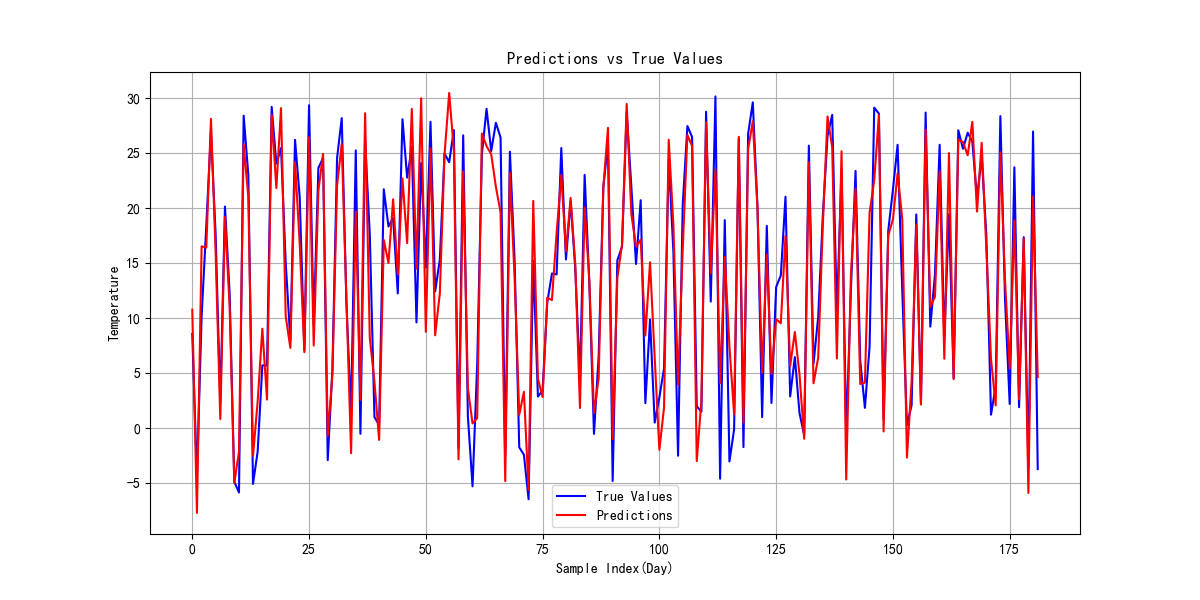 Predictions vs True Values
Temperature
30
25
20
15
10
5
0
−5
True Values
Predictions
0 25 50 75 100 125 150 175
Sample Index(Day)